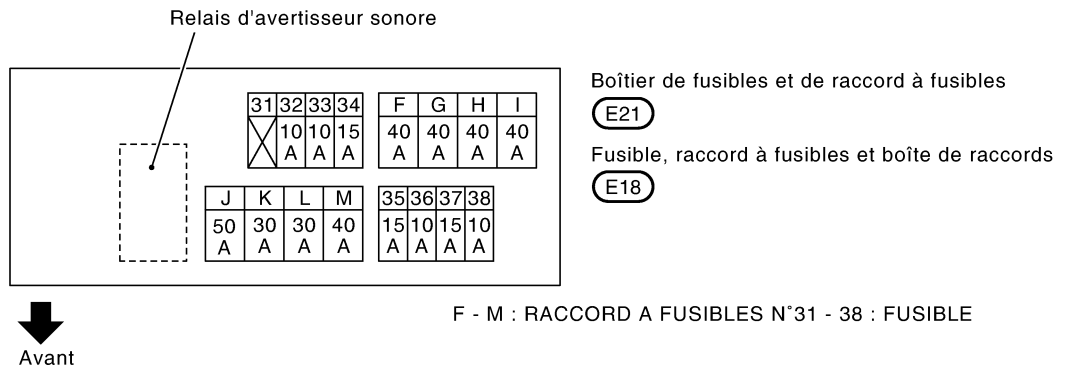 Relais d'avertisseur sonore
31 32 33 34
10 A 10 A 15 A
F G H I
40 A 40 A 40 A 40 A
J K L M
50 A 30 A 30 A 40 A
35 36 37 38
15 A 10 A 15 A 10 A
Boîtier de fusibles et de raccord à fusibles
E21
Fusible, raccord à fusibles et boîte de raccords
E18
F - M : RACCORD A FUSIBLES N°31 - 38 : FUSIBLE
Avant